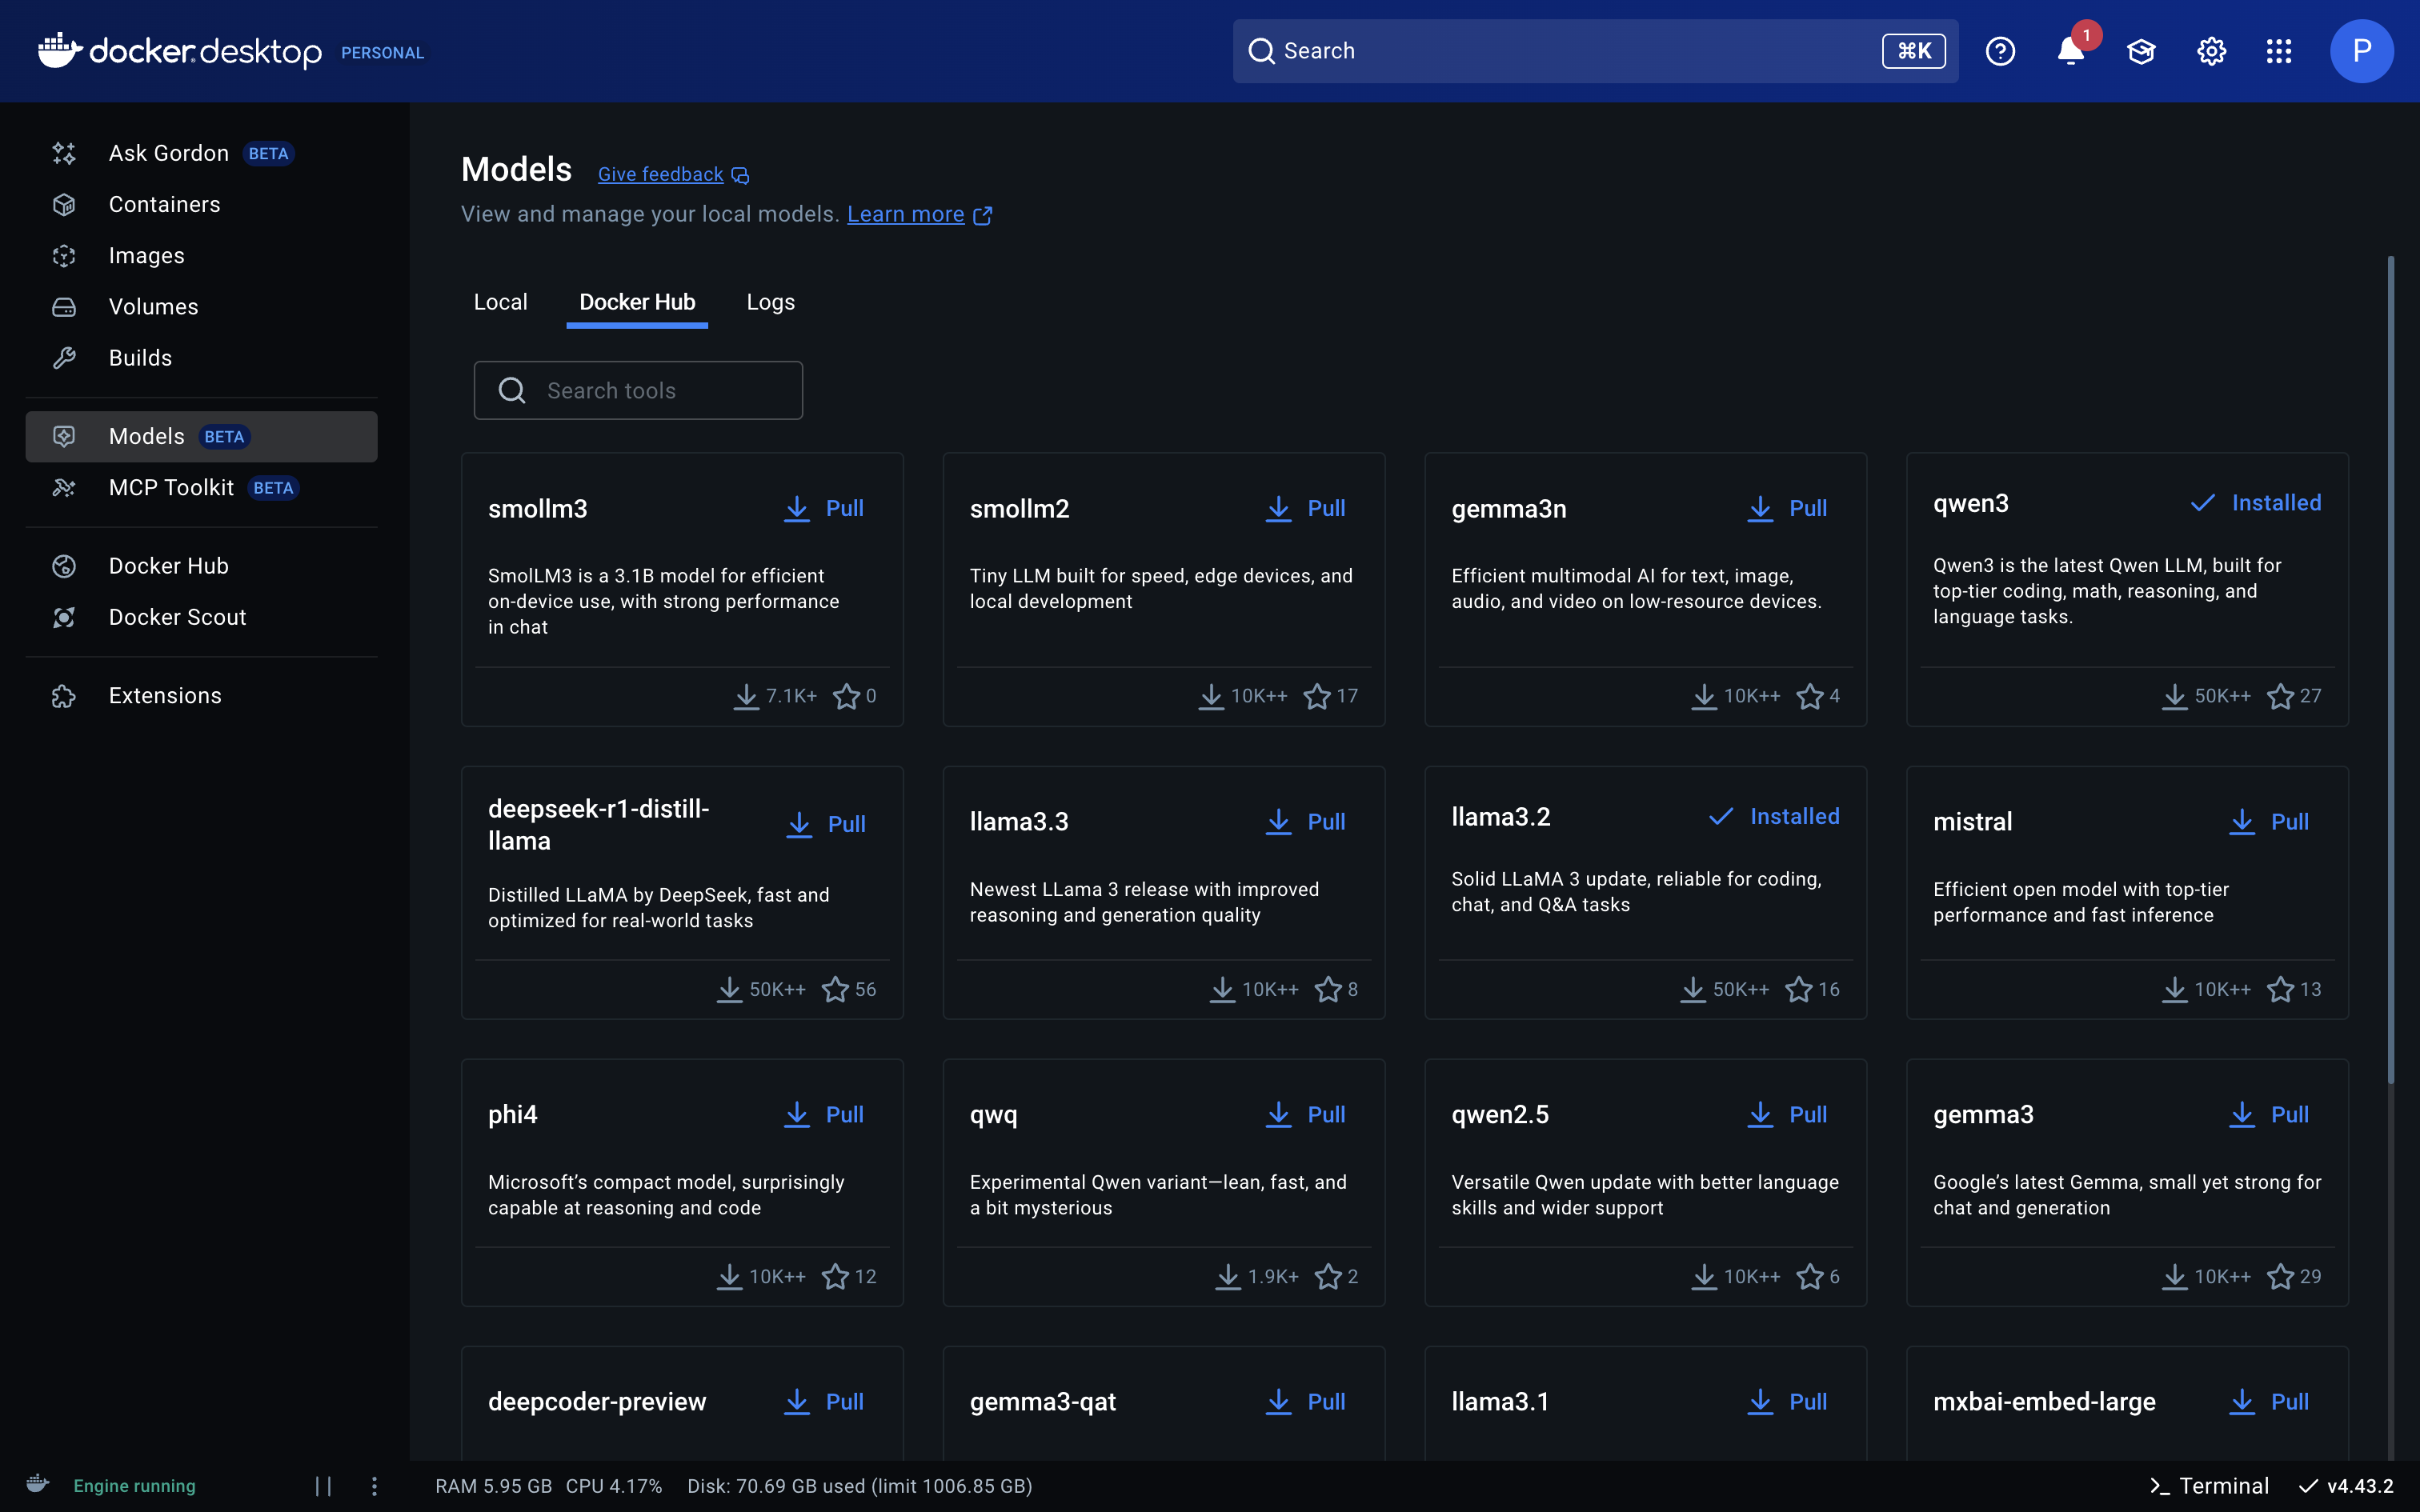 docker.desktop PERSONAL
Search ⌘K 1 P
Ask Gordon BETA
Containers
Images
Volumes
Builds
Models BETA
MCP Toolkit BETA
Docker Hub
Docker Scout
Extensions
Models Give feedback
View and manage your local models. Learn more
Local Docker Hub Logs
Search tools
smollm3 Pull
SmolLM3 is a 3.1B model for efficient
on-device use, with strong performance
in chat
7.1K+ 0
smollm2 Pull
Tiny LLM built for speed, edge devices, and
local development
10K++ 17
gemma3n Pull
Efficient multimodal AI for text, image,
audio, and video on low-resource devices.
10K++ 4
qwen3 Installed
Qwen3 is the latest Qwen LLM, built for
top-tier coding, math, reasoning, and
language tasks.
50K++ 27
deepseek-r1-distill-
llama Pull
Distilled LLaMA by DeepSeek, fast and
optimized for real-world tasks
50K++ 56
llama3.3 Pull
Newest LLama 3 release with improved
reasoning and generation quality
10K++ 8
llama3.2 Installed
Solid LLaMA 3 update, reliable for coding,
chat, and Q&A tasks
50K++ 16
mistral Pull
Efficient open model with top-tier
performance and fast inference
10K++ 13
phi4 Pull
Microsoft’s compact model, surprisingly
capable at reasoning and code
10K++ 12
qwq Pull
Experimental Qwen variant—lean, fast, and
a bit mysterious
1.9K+ 2
qwen2.5 Pull
Versatile Qwen update with better language
skills and wider support
10K++ 6
gemma3 Pull
Google’s latest Gemma, small yet strong for
chat and generation
10K++ 29
deepcoder-preview Pull
gemma3-qat Pull
llama3.1 Pull
mxbai-embed-large Pull
Engine running RAM 5.95 GB CPU 4.17% Disk: 70.69 GB used (limit 1006.85 GB) Terminal v4.43.2